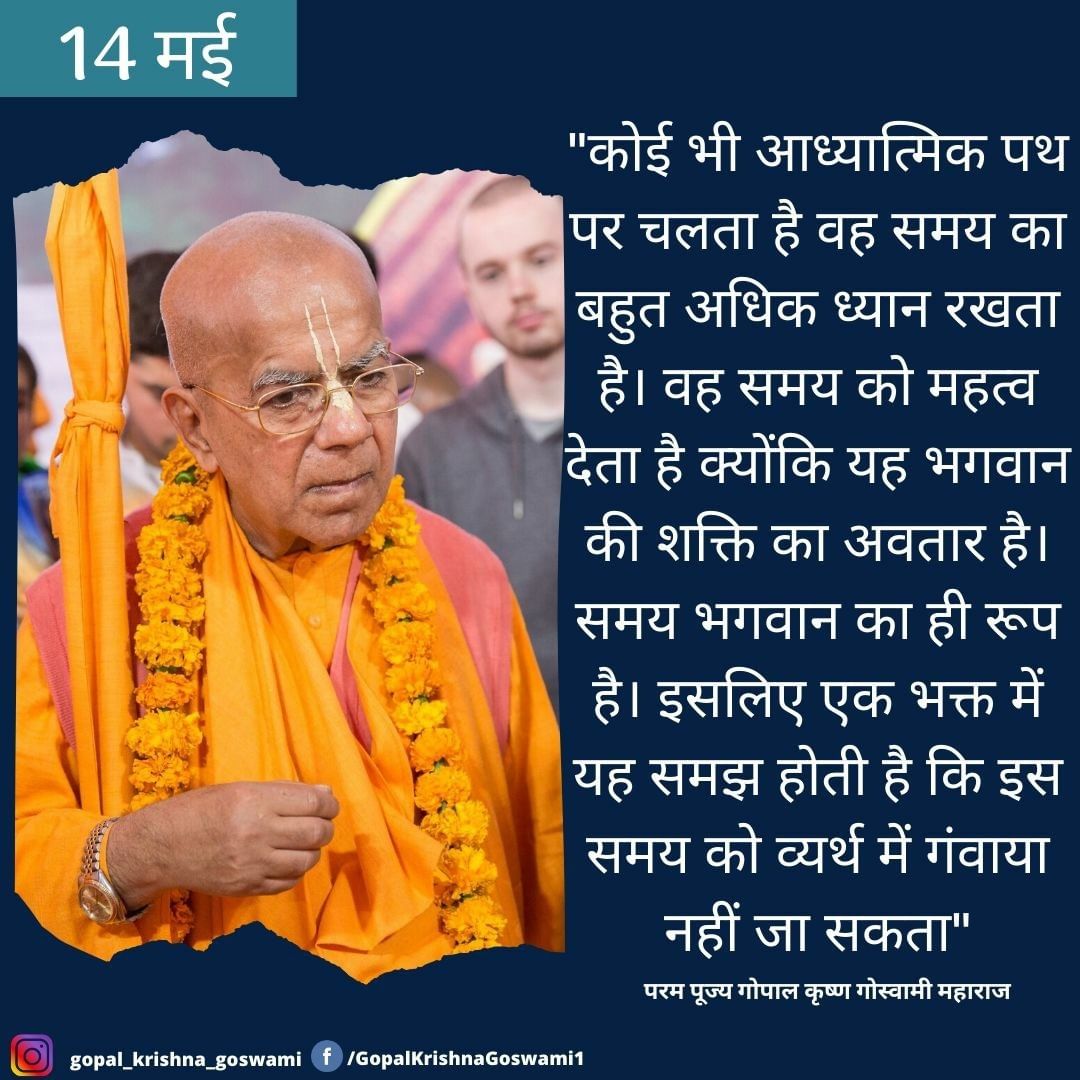 14 मई
"कोई भी आध्यात्मिक पथ
पर चलता है वह समय का
बहुत अधिक ध्यान रखता
है। वह समय को महत्व
देता है क्योंकि यह भगवान
की शक्ति का अवतार है।
समय भगवान का ही रूप
है। इसलिए एक भक्त में
यह समझ होती है कि इस
समय को व्यर्थ में गंवाया
नहीं जा सकता"
परम पूज्य गोपाल कृष्ण गोस्वामी महाराज
gopal_krishna_goswami f /GopalKrishnaGoswami1